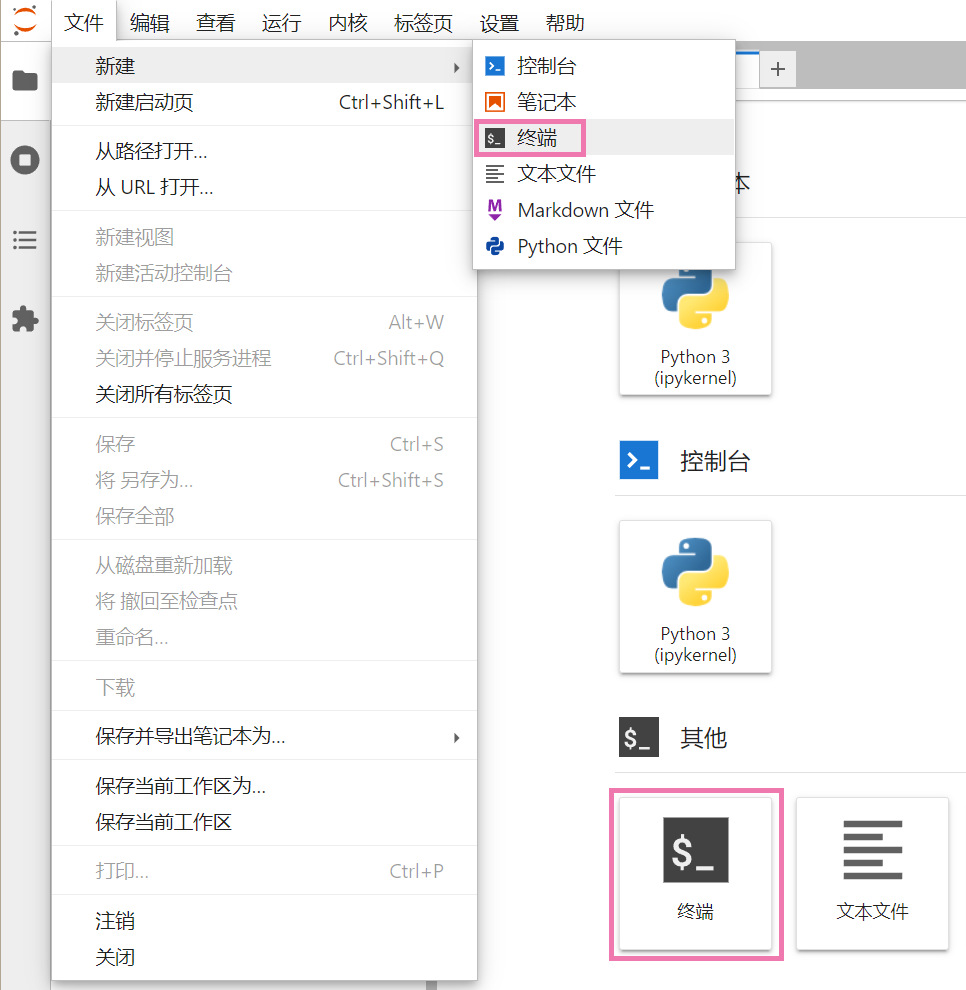 文件 编辑 查看 运行 内核 标签页 设置 帮助
新建
新建启动页 Ctrl+Shift+L
从路径打开...
从 URL 打开...
新建视图
新建活动控制台
关闭标签页 Alt+W
关闭并停止服务进程 Ctrl+Shift+Q
关闭所有标签页
保存 Ctrl+S
将 另存为... Ctrl+Shift+S
保存全部
从磁盘重新加载
将 撤回至检查点
重命名...
下载
保存并导出笔记本为...
保存当前工作区为...
保存当前工作区
打印... Ctrl+P
注销
关闭
控制台
笔记本
$_ 终端
文本文件
Markdown 文件
Python 文件
本
Python 3
(ipykernel)
控制台
Python 3
(ipykernel)
$_ 其他
$_
终端
文本文件